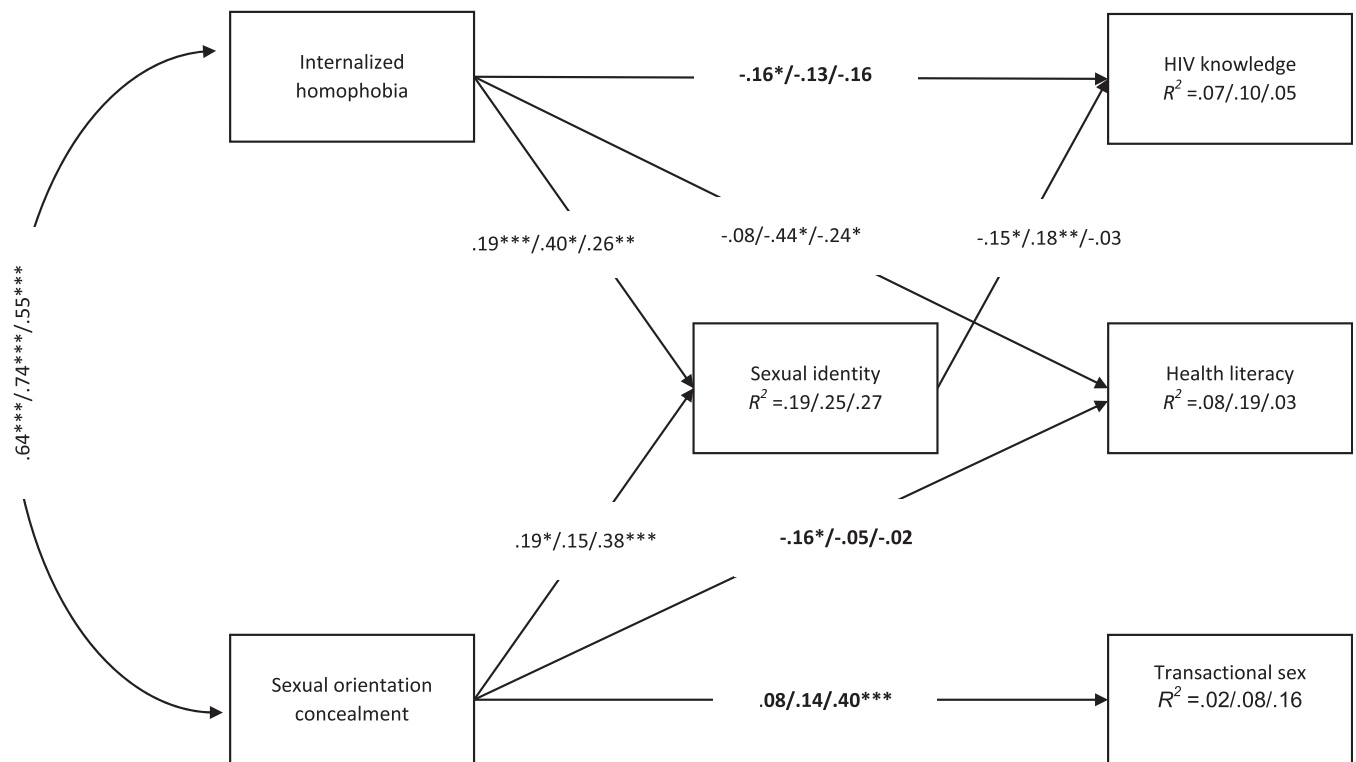 Internalized
homophobia
-.16*/-.13/-.16
HIV knowledge
R² =.07/.10/.05
.19***/.40*/.26**
-.08/-.44*/-.24*
-.15*/.18**/-.03
.64***/.74***/.55***
Sexual identity
R² =.19/.25/.27
Health literacy
R² =.08/.19/.03
.19*/.15/.38***
-.16*/-.05/-.02
Sexual orientation
concealment
.08/.14/.40***
Transactional sex
R² =.02/.08/.16